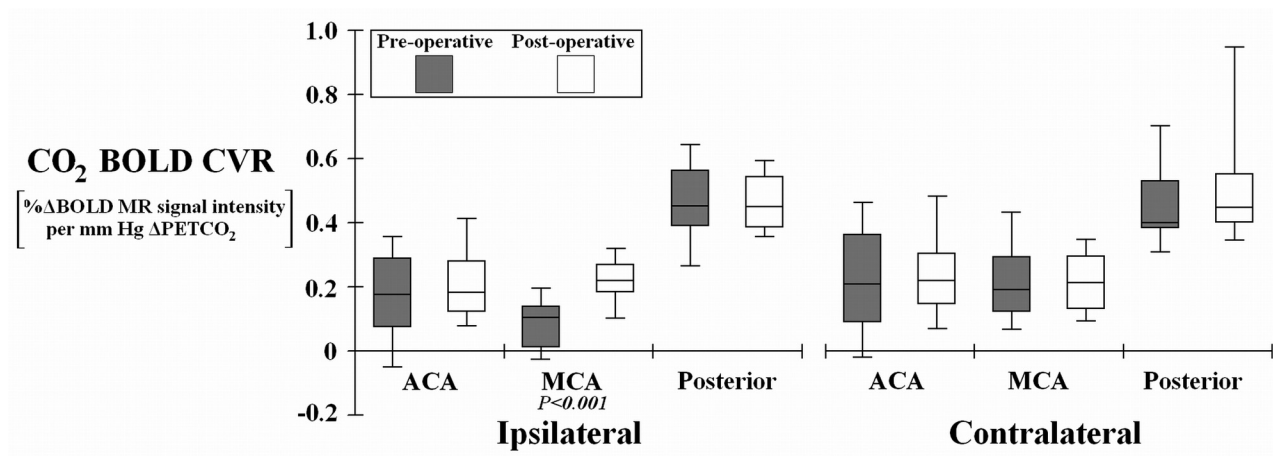 Pre-operative Post-operative
1.0
0.8
0.6
0.4
0.2
0
-0.2
CO₂ BOLD CVR
[%ΔBOLD MR signal intensity
per mm Hg ΔPETCO₂]
ACA MCA Posterior ACA MCA Posterior
P<0.001
Ipsilateral Contralateral